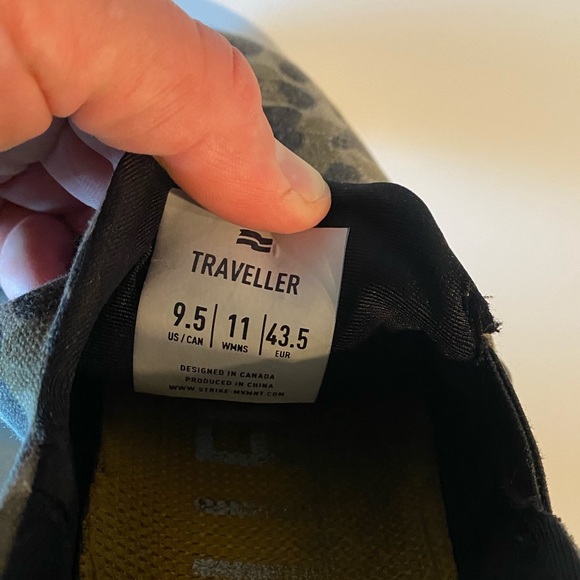 TRAVELLER
9.5 | 11 | 43.5
US / CAN WMNS EUR
DESIGNED IN CANADA
PRODUCED IN CHINA
WWW.STRIKE-MVMNT.COM